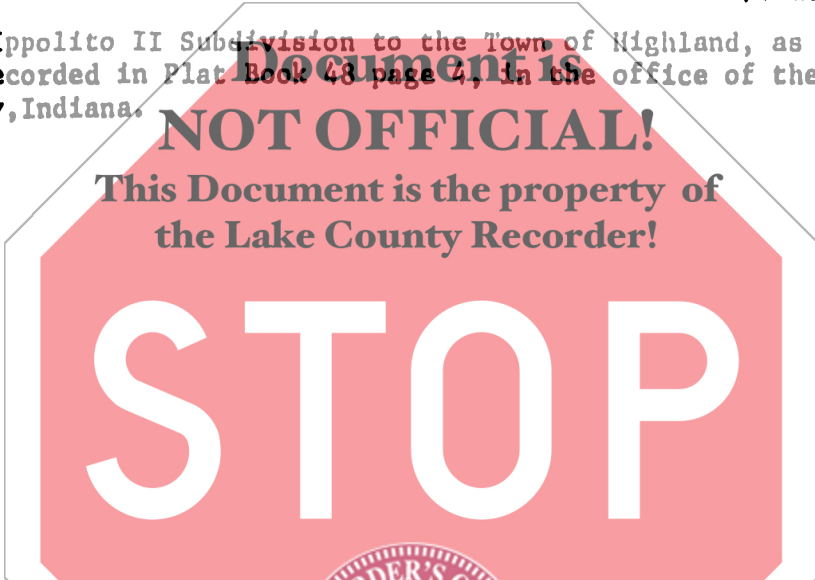 ppolito II Subdivision to the Town of Highland, as
ecorded in Plat Book 48 page 4, in the office of the
,Indiana.
Document is
NOT OFFICIAL!
This Document is the property of
the Lake County Recorder!
STOP
DER'S